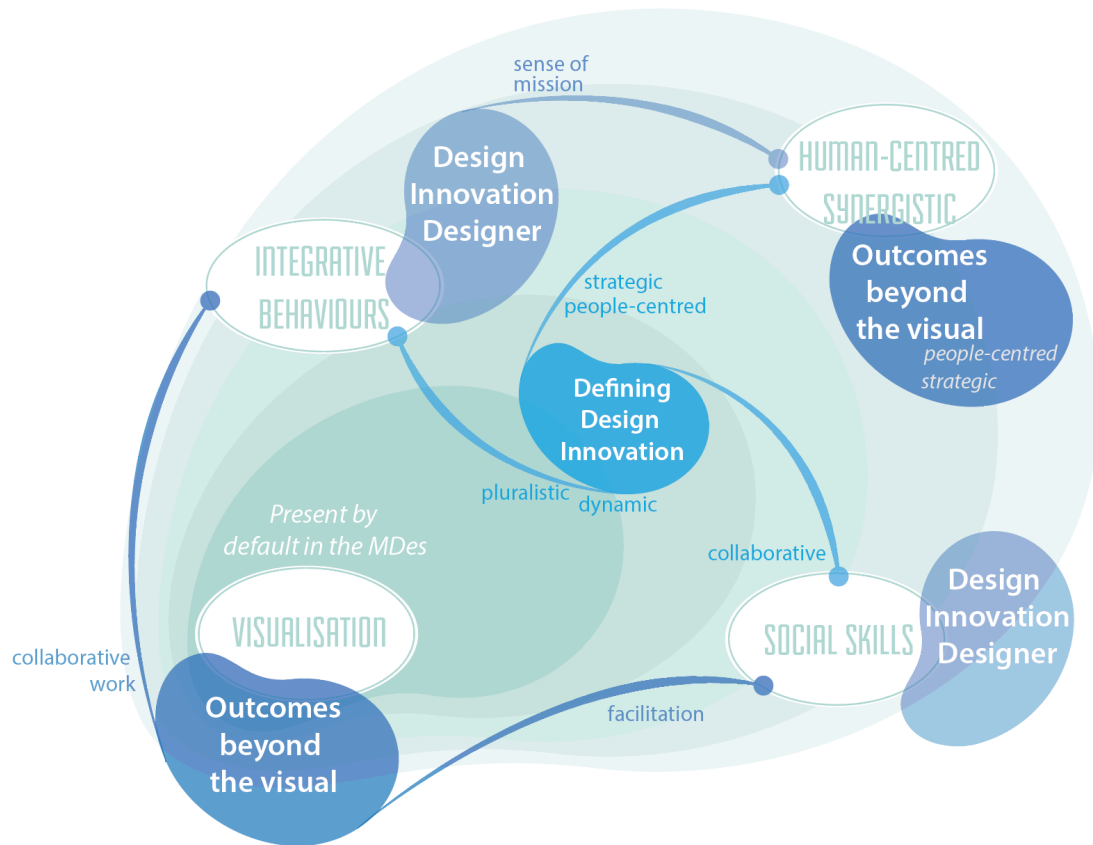 sense of
mission
Design
Innovation
Designer
HUMAN-CENTRED
SYNERGISTIC
Outcomes
beyond
the visual
people-centred
strategic
INTEGRATIVE
BEHAVIOURS
strategic
people-centred
Defining
Design
Innovation
pluralistic
dynamic
Present by
default in the MDes
collaborative
VISUALISATION
SOCIAL SKILLS
Design
Innovation
Designer
collaborative
work
Outcomes
beyond
the visual
facilitation